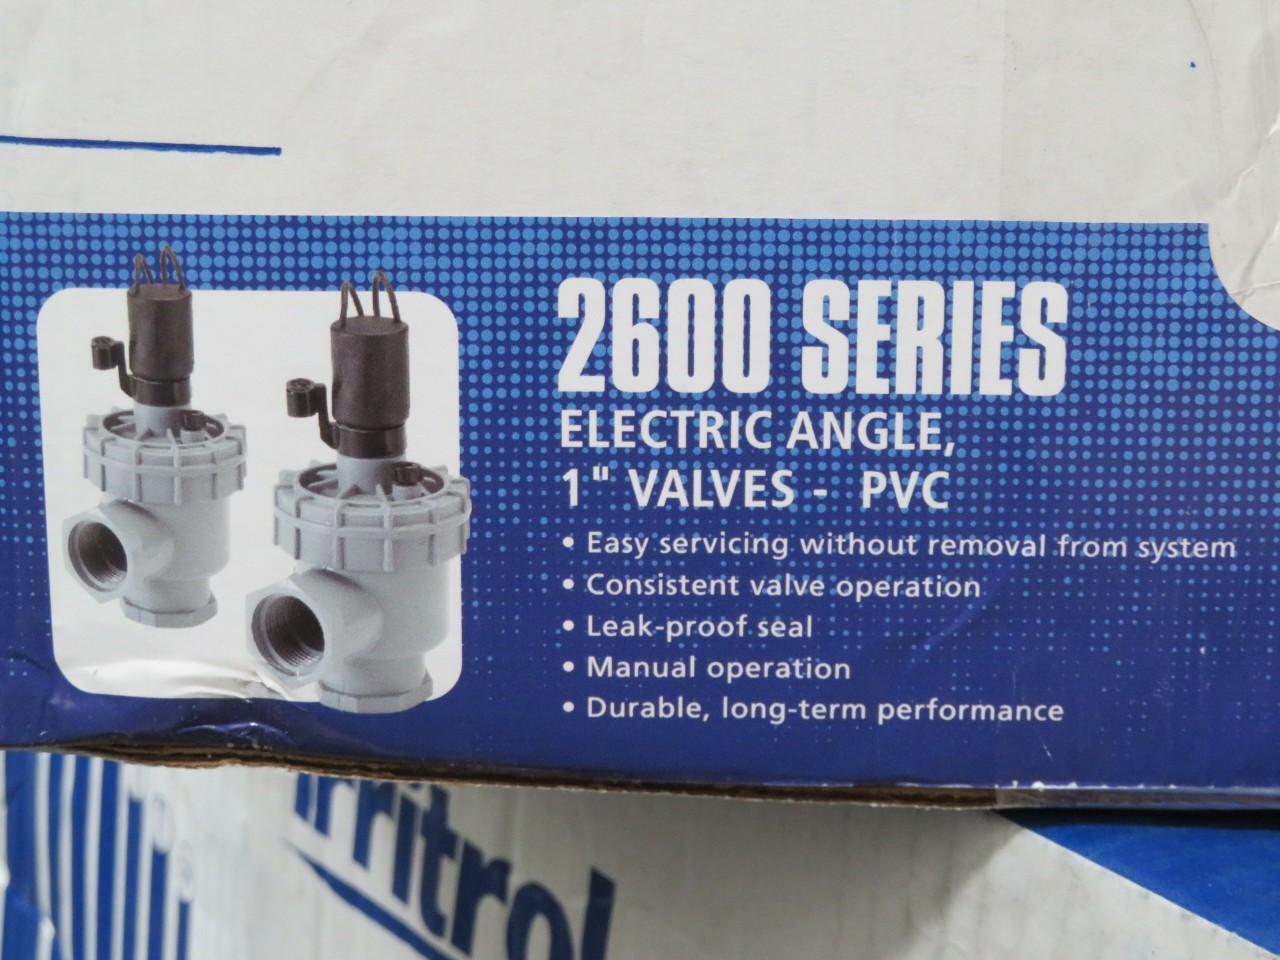 2600 SERIES
ELECTRIC ANGLE,
1" VALVES - PVC
• Easy servicing without removal from system
• Consistent valve operation
• Leak-proof seal
• Manual operation
• Durable, long-term performance
Irritrol